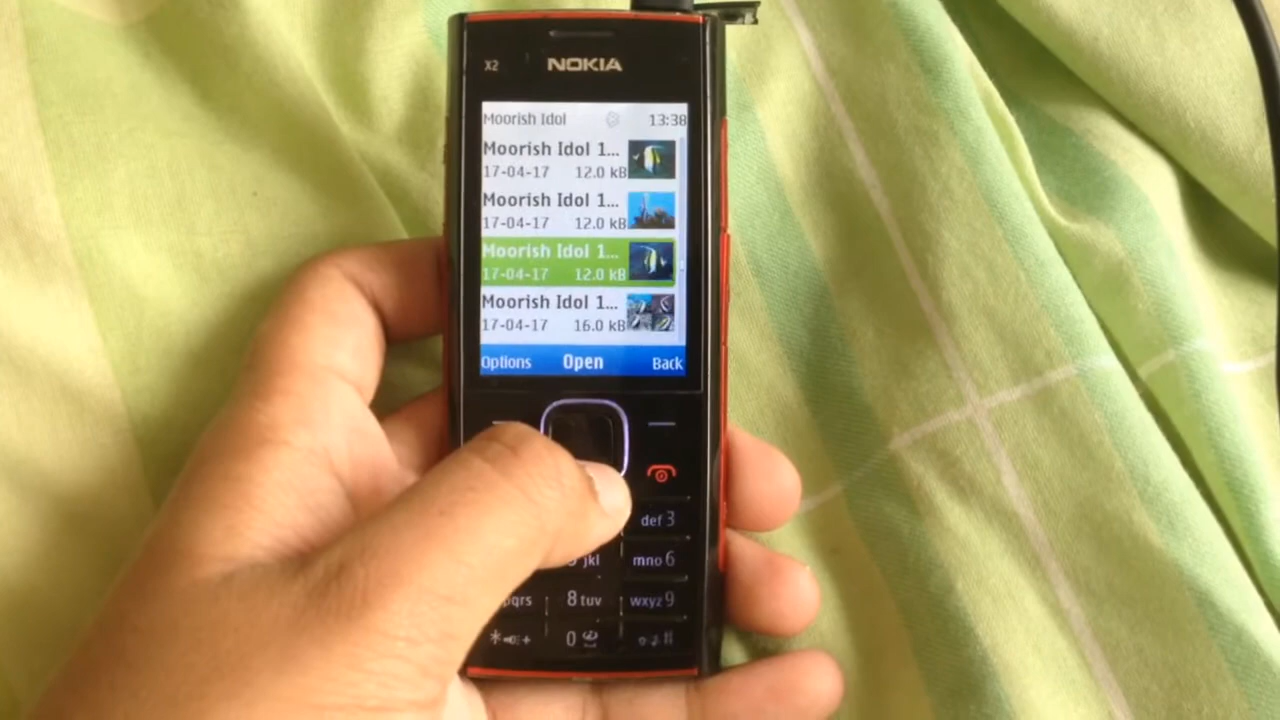 X2 NOKIA
Moorish Idol 13:38
Moorish Idol 1...
17-04-17 12.0 kB
Moorish Idol 1...
17-04-17 12.0 kB
Moorish Idol 1...
17-04-17 12.0 kB
Moorish Idol 1...
17-04-17 16.0 kB
Options Open Back
def 3
jkl mno 6
pqrs 8 tuv wxyz 9
* + 0 #